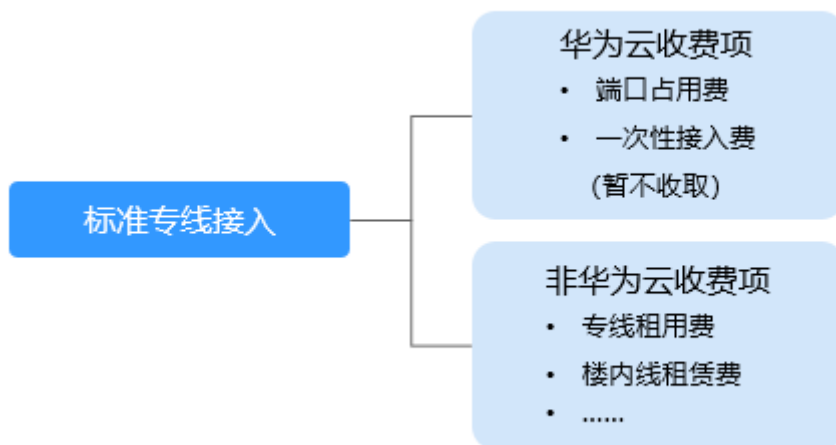 标准专线接入
华为云收费项
• 端口占用费
• 一次性接入费
(暂不收取)
非华为云收费项
• 专线租用费
• 楼内线租赁费
• ......